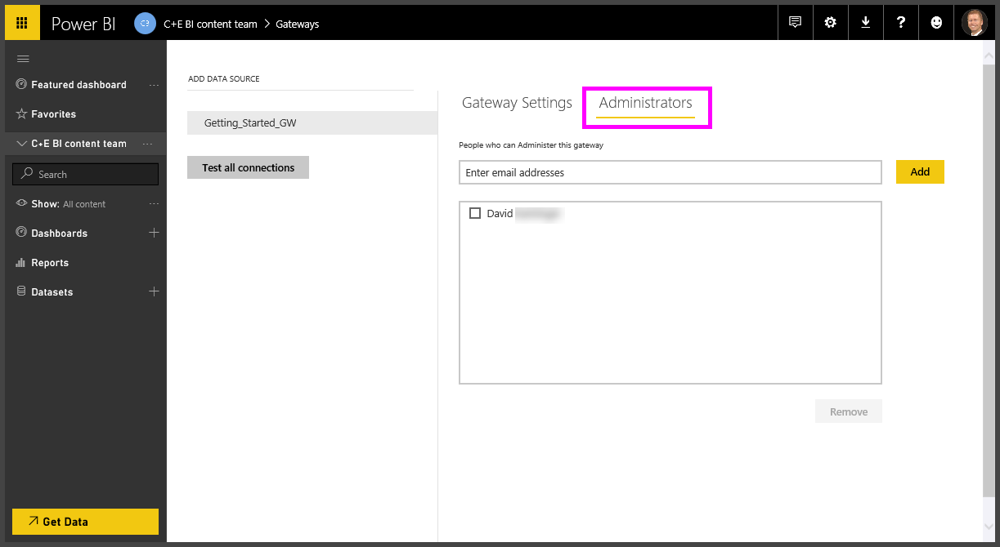 Power BI
C3
C+E BI content team > Gateways
?
Featured dashboard ...
Favorites
C+E BI content team ...
Search
Show: All content ...
Dashboards +
Reports
Datasets +
Get Data
ADD DATA SOURCE
Getting_Started_GW
Test all connections
Gateway Settings
Administrators
People who can Administer this gateway
Enter email addresses
Add
David
Remove